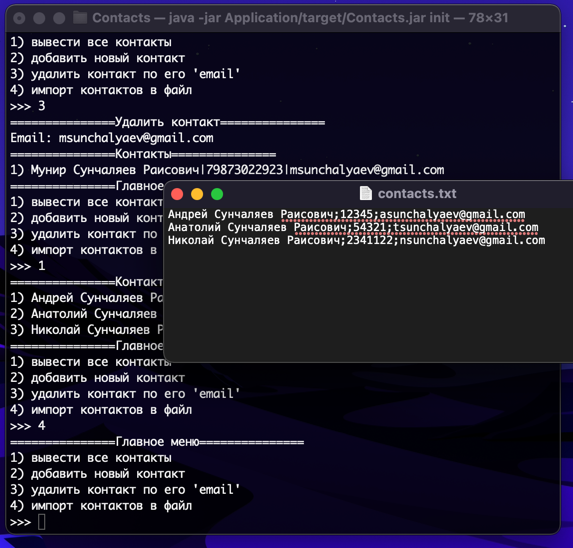 Contacts — java -jar Application/target/Contacts.jar init — 78×31
1) вывести все контакты
2) добавить новый контакт
3) удалить контакт по его 'email'
4) импорт контактов в файл
>>> 3
===============Удалить контакт===============
Email: msunchalyaev@gmail.com
===============Контакты===============
1) Мунир Сунчаляев Раисович|79873022923|msunchalyaev@gmail.com
===============Главное
1) вывести все
2) добавить новый
3) удалить контакт
4) импорт контактов в
>>> 1
===============Контакт
1) Андрей Сунчаляев Ра
2) Анатолий Сунчаляев
3) Николай Сунчаляев Р
===============Главное
1) вывести все контакты
2) добавить новый контакт
3) удалить контакт по его 'email'
4) импорт контактов в файл
>>> 4
===============Главное меню===============
1) вывести все контакты
2) добавить новый контакт
3) удалить контакт по его 'email'
4) импорт контактов в файл
>>>
contacts.txt
Андрей Сунчаляев Раисович;12345;asunchalyaev@gmail.com
Анатолий Сунчаляев Раисович;54321;tsunchalyaev@gmail.com
Николай Сунчаляев Раисович;2341122;nsunchalyaev@gmail.com